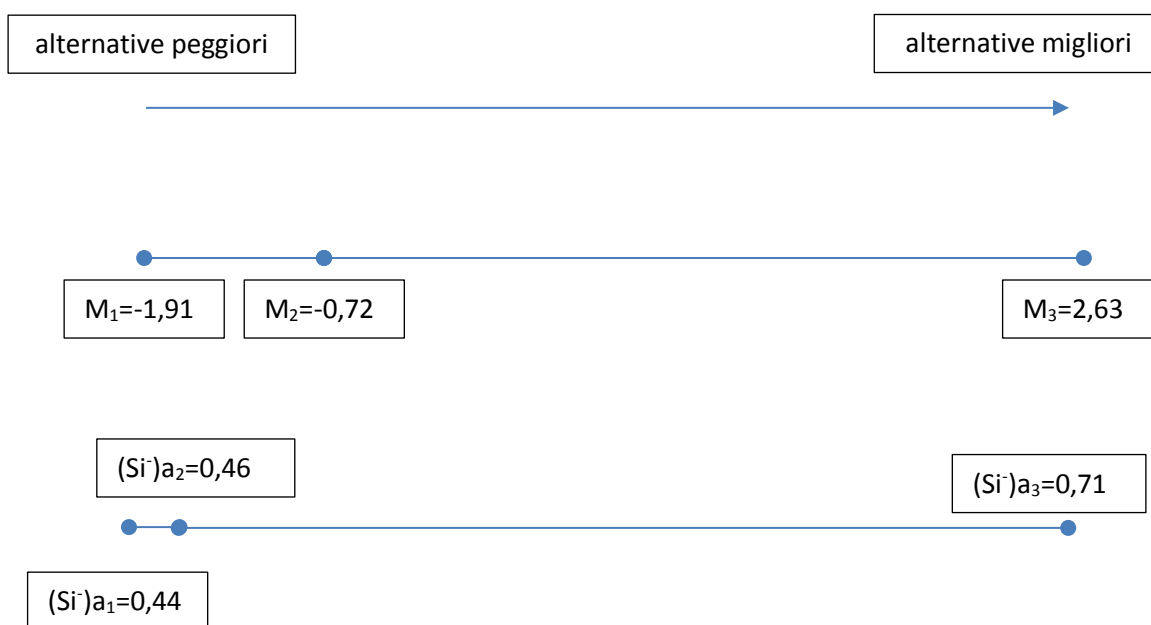 alternative peggiori
alternative migliori
M₁=-1,91
M₂=-0,72
M₃=2,63
(Si⁻)a₂=0,46
(Si⁻)a₃=0,71
(Si⁻)a₁=0,44